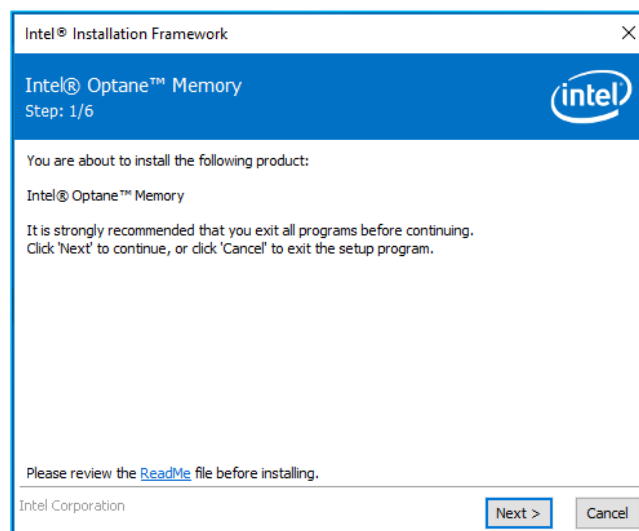 Intel® Installation Framework
Intel® Optane™ Memory
Step: 1/6
intel
You are about to install the following product:
Intel® Optane™ Memory
It is strongly recommended that you exit all programs before continuing.
Click 'Next' to continue, or click 'Cancel' to exit the setup program.
Please review the ReadMe file before installing.
Intel Corporation
Next >
Cancel